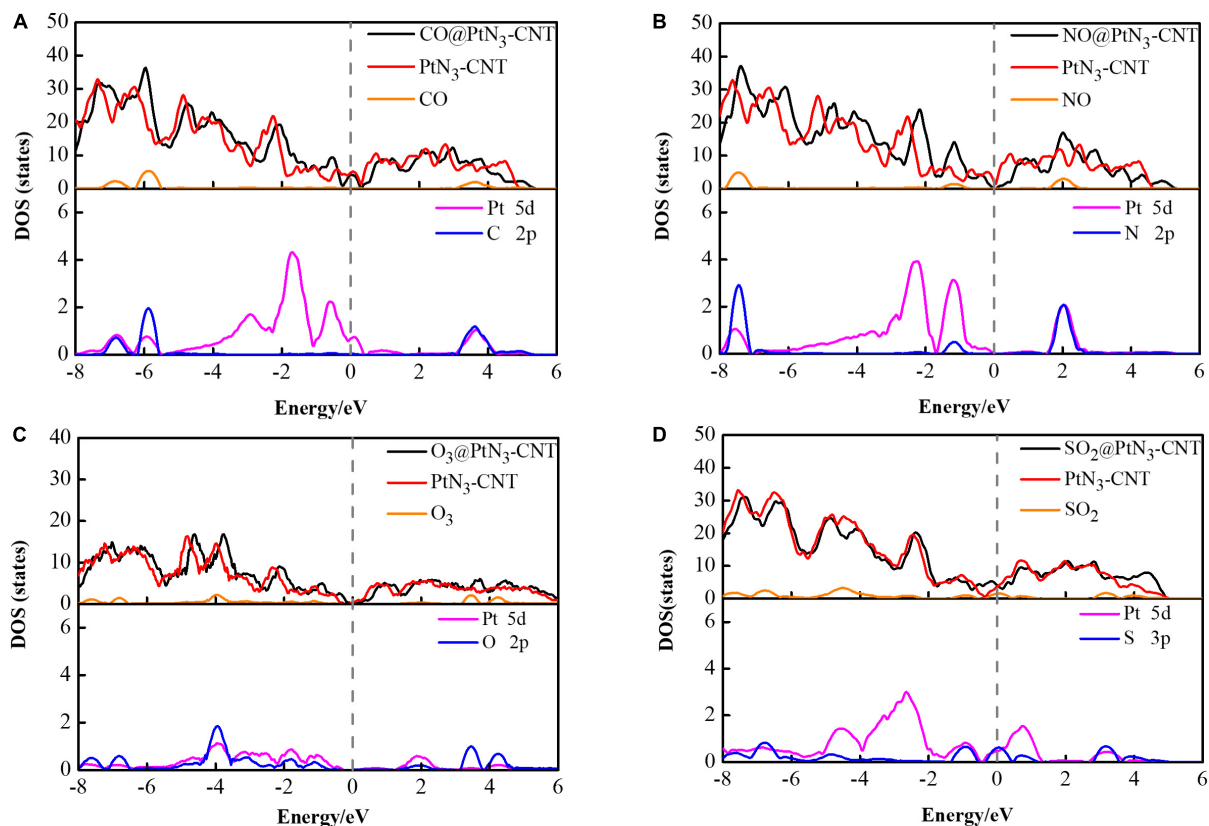 A
50
40
30
20
10
0
6
4
2
0
DOS (states)
CO@PtN₃-CNT
PtN₃-CNT
CO
Pt 5d
C 2p
-8 -6 -4 -2 0 2 4 6
Energy/eV
B
50
40
30
20
10
0
6
4
2
0
DOS (states)
NO@PtN₃-CNT
PtN₃-CNT
NO
Pt 5d
N 2p
-8 -6 -4 -2 0 2 4 6
Energy/eV
C
40
30
20
10
0
6
4
2
0
DOS (states)
O₃@PtN₃-CNT
PtN₃-CNT
O₃
Pt 5d
O 2p
-8 -6 -4 -2 0 2 4 6
Energy/eV
D
50
40
30
20
10
0
6
4
2
0
DOS(states)
SO₂@PtN₃-CNT
PtN₃-CNT
SO₂
Pt 5d
S 3p
-8 -6 -4 -2 0 2 4 6
Energy/eV